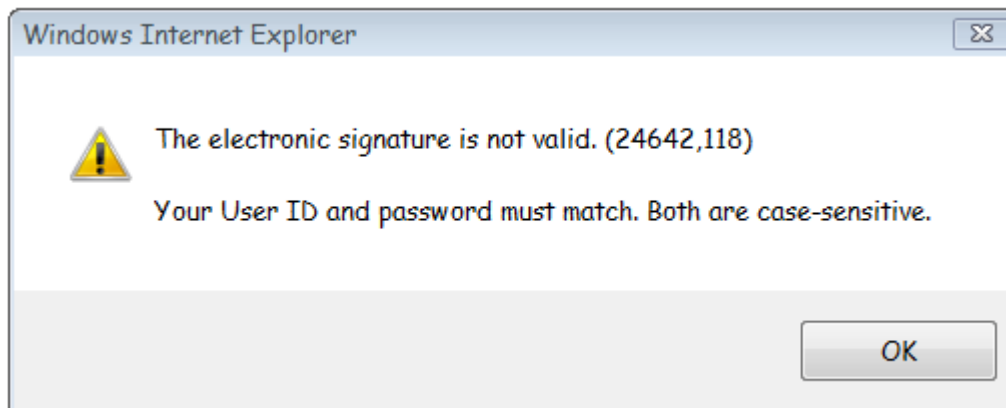 Windows Internet Explorer
The electronic signature is not valid. (24642,118)
Your User ID and password must match. Both are case-sensitive.
OK